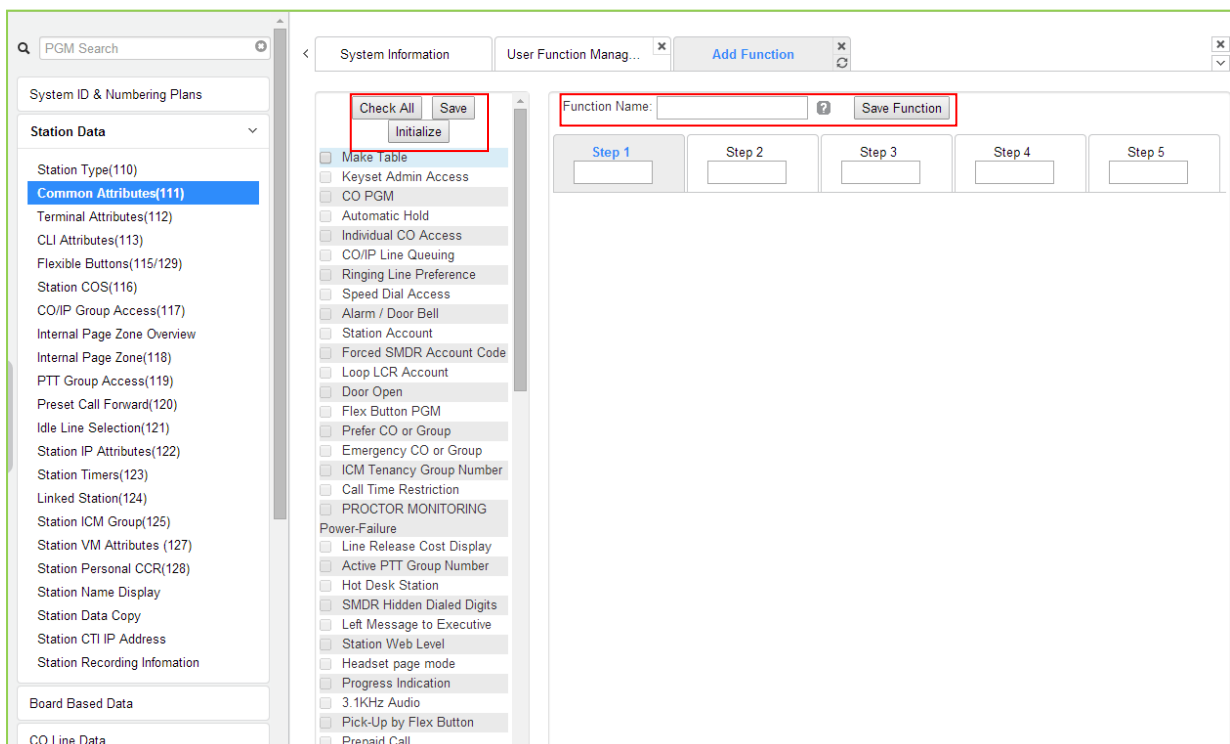 PGM Search
System ID & Numbering Plans
Station Data
Station Type(110)
Common Attributes(111)
Terminal Attributes(112)
CLI Attributes(113)
Flexible Buttons(115/129)
Station COS(116)
CO/IP Group Access(117)
Internal Page Zone Overview
Internal Page Zone(118)
PTT Group Access(119)
Preset Call Forward(120)
Idle Line Selection(121)
Station IP Attributes(122)
Station Timers(123)
Linked Station(124)
Station ICM Group(125)
Station VM Attributes (127)
Station Personal CCR(128)
Station Name Display
Station Data Copy
Station CTI IP Address
Station Recording Infomation
Board Based Data
CO Line Data
System Information
User Function Manag...
Add Function
Check All Save
Initialize
Make Table
Keyset Admin Access
CO PGM
Automatic Hold
Individual CO Access
CO/IP Line Queuing
Ringing Line Preference
Speed Dial Access
Alarm / Door Bell
Station Account
Forced SMDR Account Code
Loop LCR Account
Door Open
Flex Button PGM
Prefer CO or Group
Emergency CO or Group
ICM Tenancy Group Number
Call Time Restriction
PROCTOR MONITORING
Power-Failure
Line Release Cost Display
Active PTT Group Number
Hot Desk Station
SMDR Hidden Dialed Digits
Left Message to Executive
Station Web Level
Headset page mode
Progress Indication
3.1KHz Audio
Pick-Up by Flex Button
Prepaid Call
Function Name: ? Save Function
Step 1 Step 2 Step 3 Step 4 Step 5